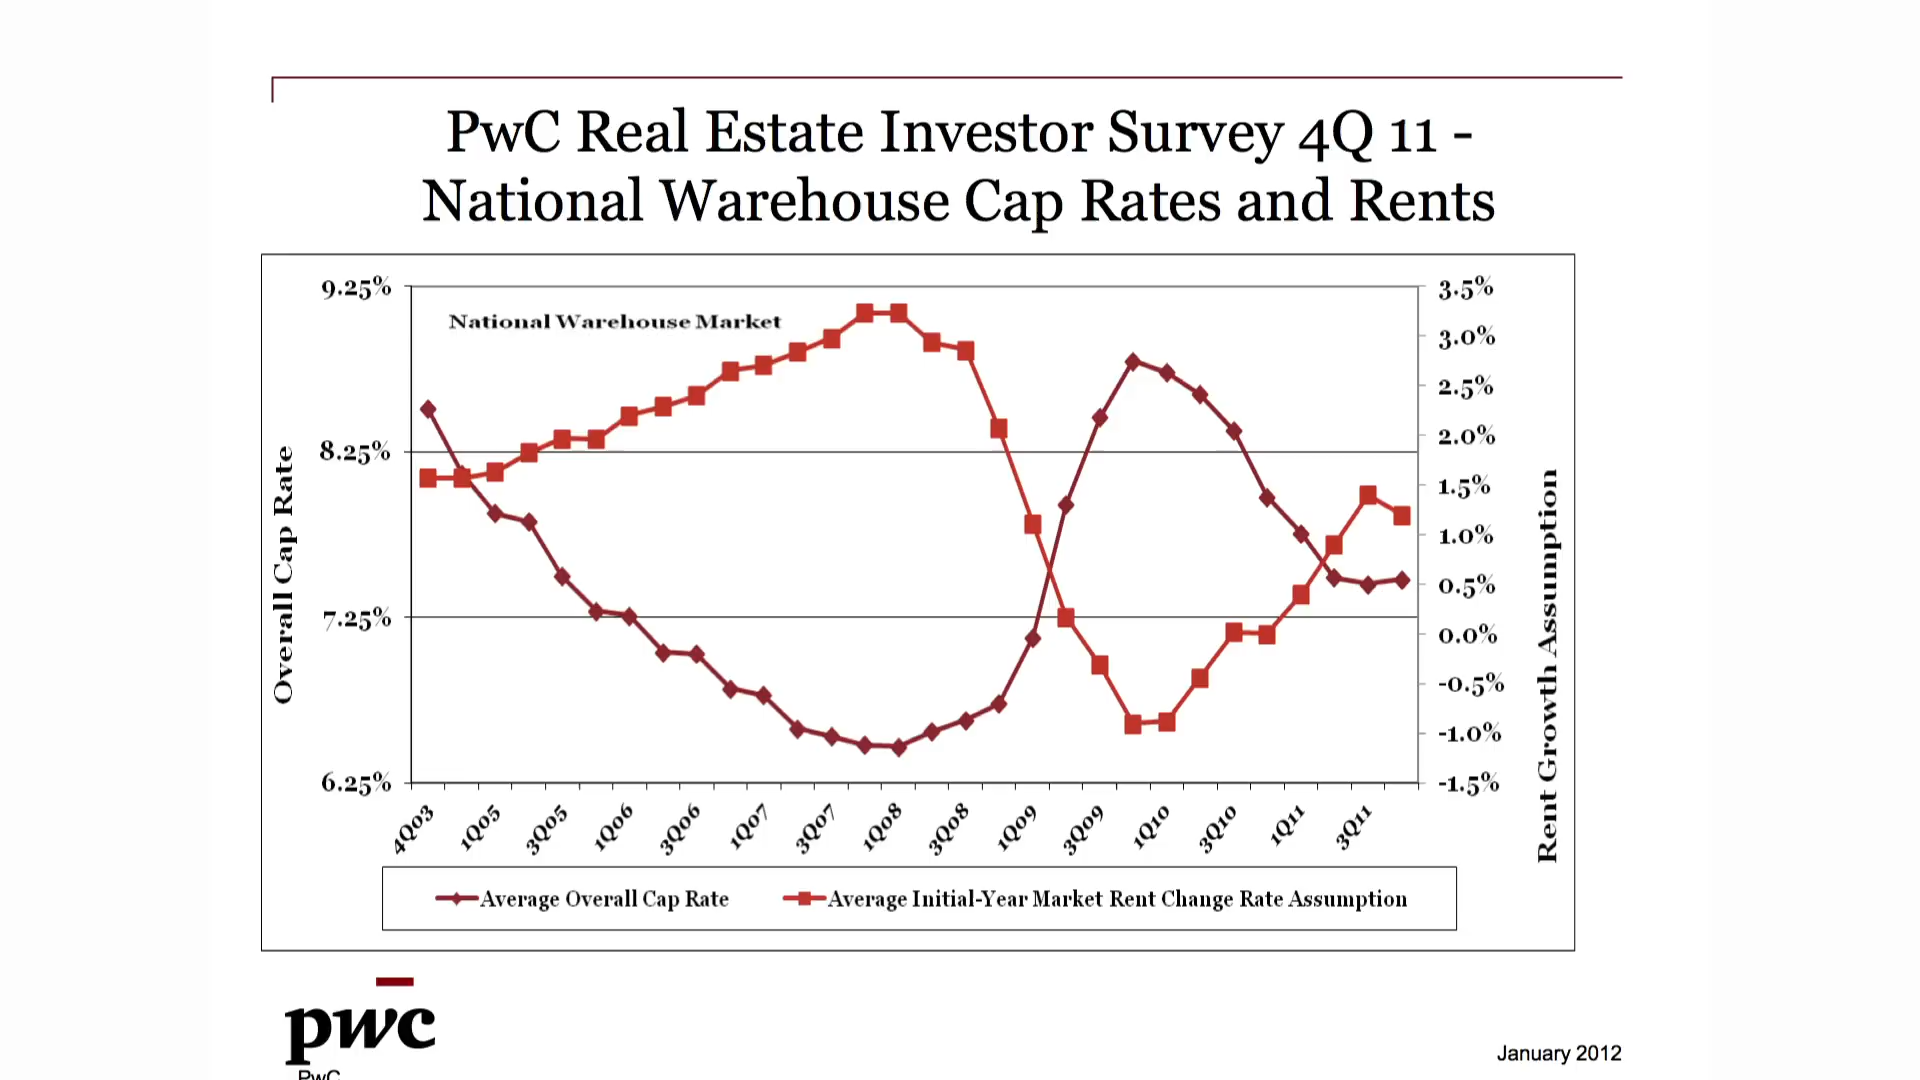 PwC Real Estate Investor Survey 4Q 11 -
National Warehouse Cap Rates and Rents
National Warehouse Market
Overall Cap Rate
9.25%
8.25%
7.25%
6.25%
3.5%
3.0%
2.5%
2.0%
1.5%
1.0%
0.5%
0.0%
-0.5%
-1.0%
-1.5%
Rent Growth Assumption
4Q03
1Q05
3Q05
1Q06
3Q06
1Q07
3Q07
1Q08
3Q08
1Q09
3Q09
1Q10
3Q10
1Q11
3Q11
Average Overall Cap Rate
Average Initial-Year Market Rent Change Rate Assumption
pwc
January 2012
PwC